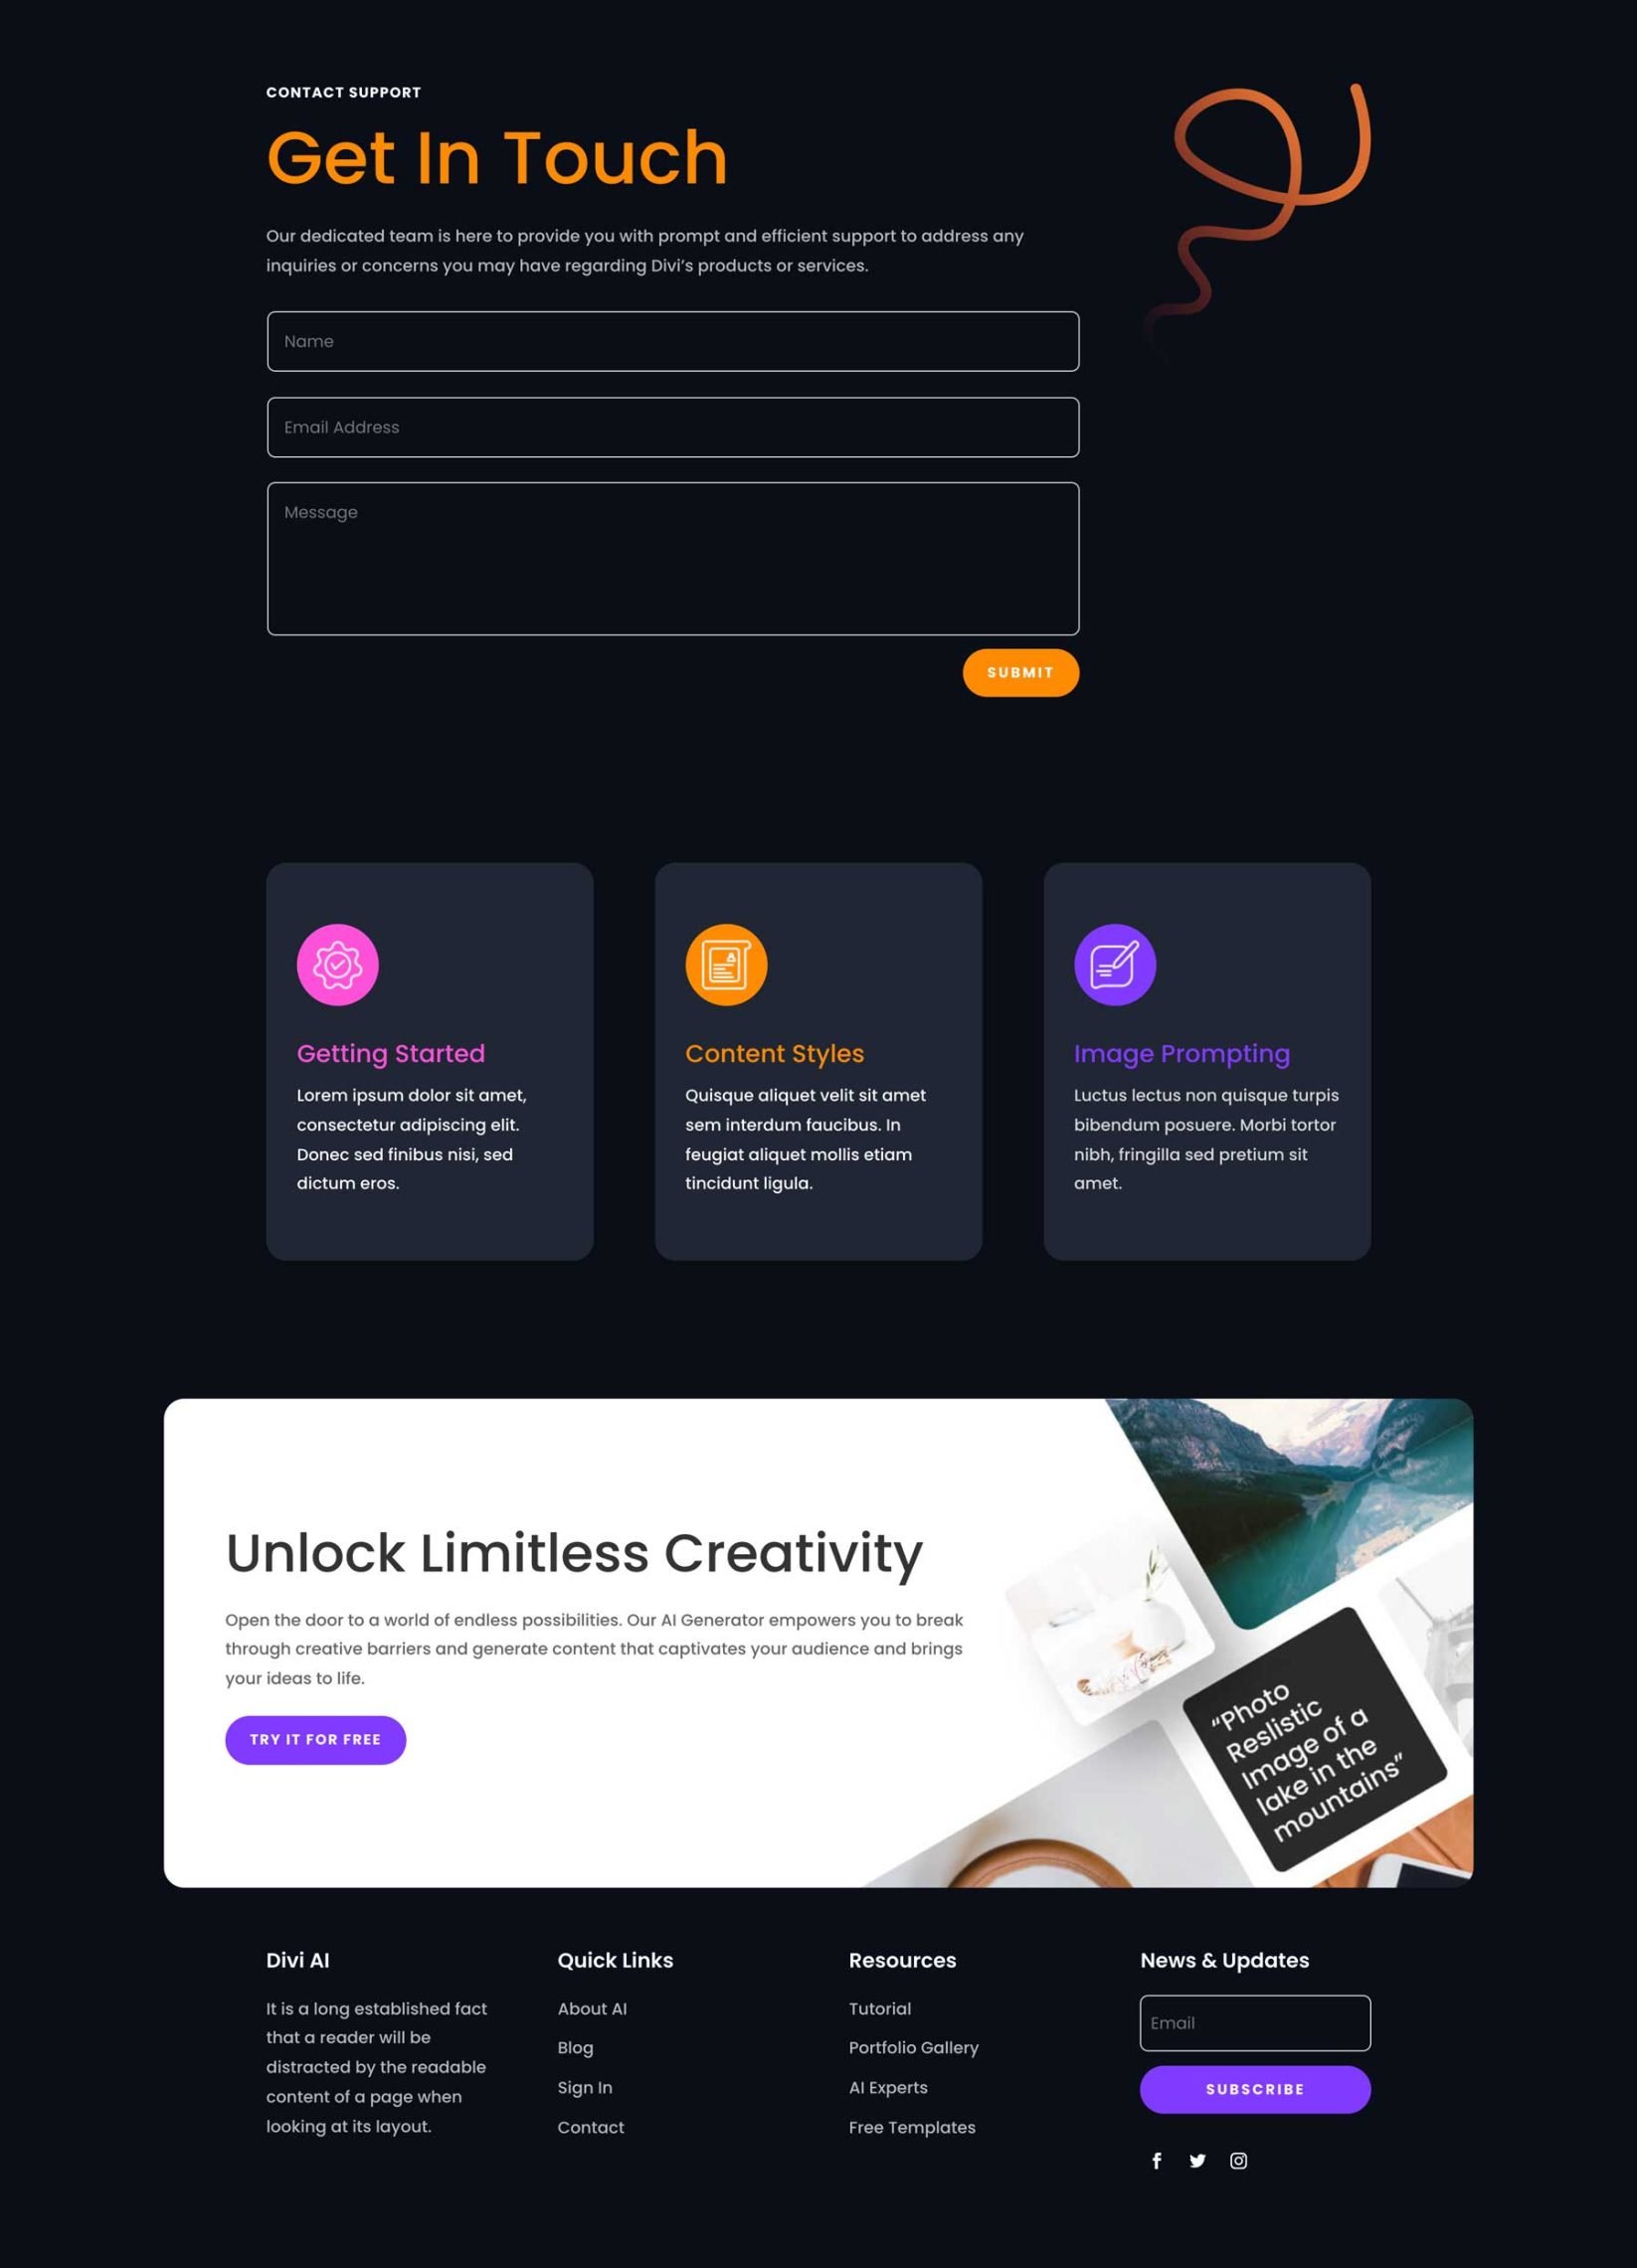 CONTACT SUPPORT
Get In Touch
Our dedicated team is here to provide you with prompt and efficient support to address any
inquiries or concerns you may have regarding Divi’s products or services.
Name
Email Address
Message
SUBMIT
Getting Started
Lorem ipsum dolor sit amet,
consectetur adipiscing elit.
Donec sed finibus nisi, sed
dictum eros.
Content Styles
Quisque aliquet velit sit amet
sem interdum faucibus. In
feugiat aliquet mollis etiam
tincidunt ligula.
Image Prompting
Luctus lectus non quisque turpis
bibendum posuere. Morbi tortor
nibh, fringilla sed pretium sit
amet.
Unlock Limitless Creativity
Open the door to a world of endless possibilities. Our AI Generator empowers you to break
through creative barriers and generate content that captivates your audience and brings
your ideas to life.
TRY IT FOR FREE
“Photo
Reslistic
Image of a
lake in the
mountains”
Divi AI
It is a long established fact
that a reader will be
distracted by the readable
content of a page when
looking at its layout.
Quick Links
About AI
Blog
Sign In
Contact
Resources
Tutorial
Portfolio Gallery
AI Experts
Free Templates
News & Updates
Email
SUBSCRIBE